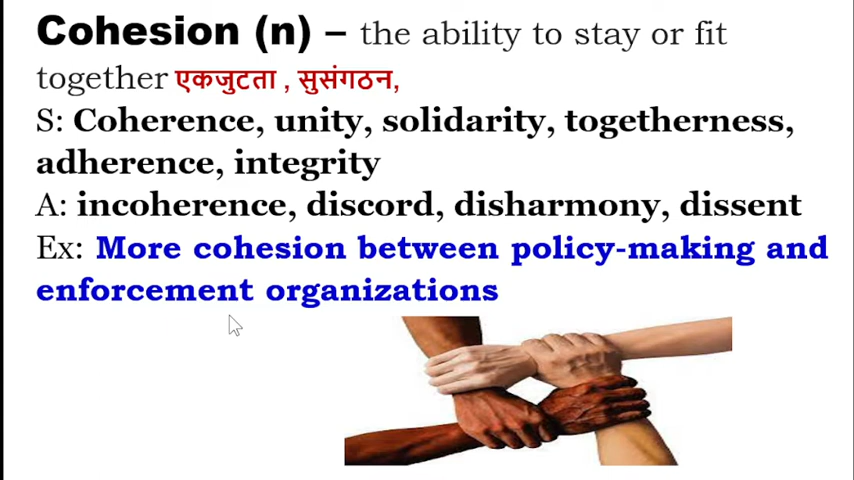 Cohesion (n) – the ability to stay or fit
together एकजुटता , सुसंगठन,
S: Coherence, unity, solidarity, togetherness,
adherence, integrity
A: incoherence, discord, disharmony, dissent
Ex: More cohesion between policy-making and
enforcement organizations